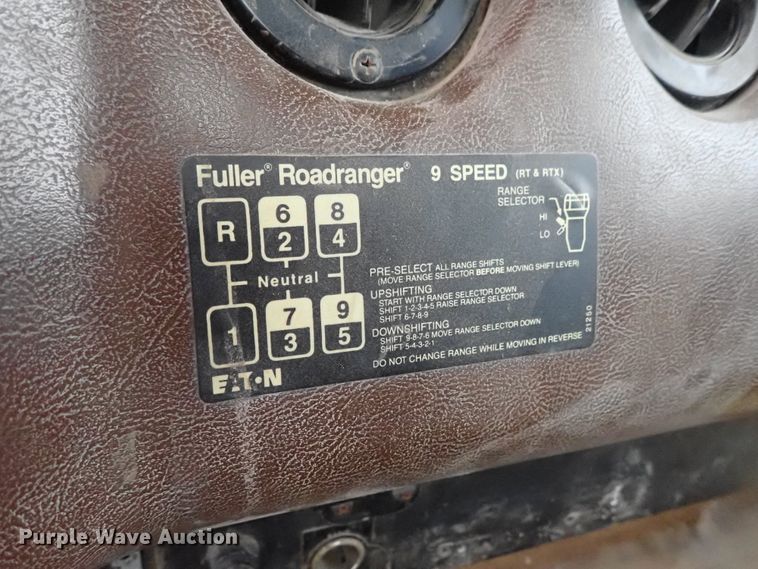 Fuller® Roadranger® 9 SPEED (RT & RTX)
RANGE
SELECTOR
HI
LO
R 6 8
2 4
Neutral
1 7 9
3 5
PRE-SELECT ALL RANGE SHIFTS
(MOVE RANGE SELECTOR BEFORE MOVING SHIFT LEVER)
UPSHIFTING
START WITH RANGE SELECTOR DOWN
SHIFT 1-2-3-4-5 RAISE RANGE SELECTOR
SHIFT 6-7-8-9
DOWNSHIFTING
SHIFT 9-8-7-6 MOVE RANGE SELECTOR DOWN
SHIFT 5-4-3-2-1
DO NOT CHANGE RANGE WHILE MOVING IN REVERSE
21250
EAT•N
Purple Wave Auction